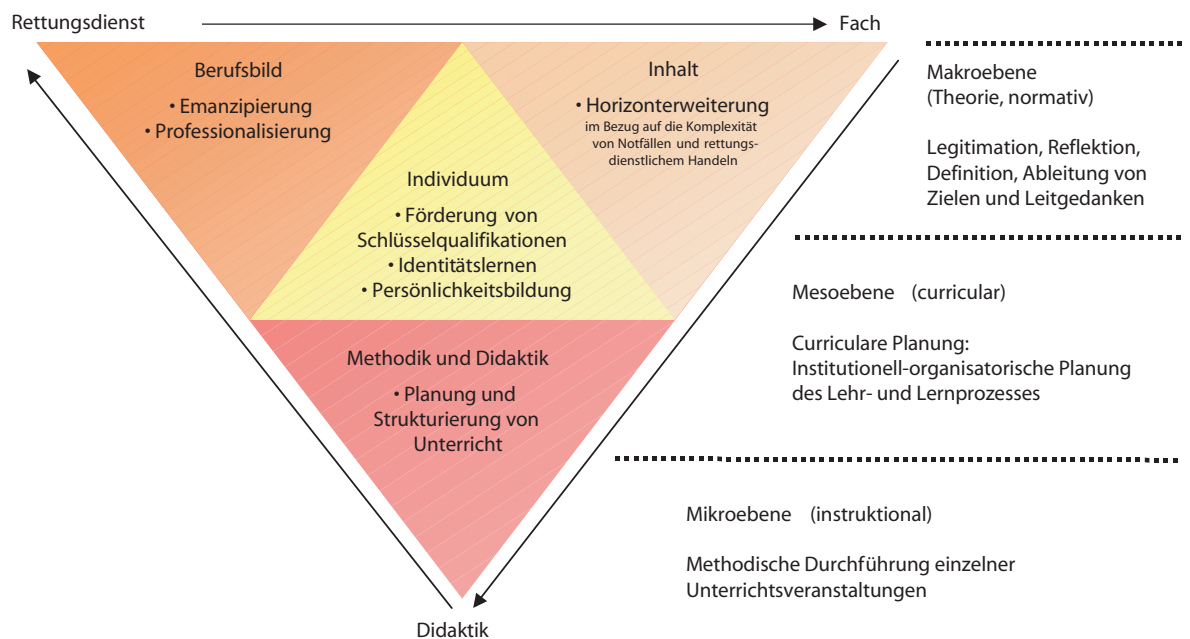 Rettungsdienst
Fach
Berufsbild
• Emanzipierung
• Professionalisierung
Inhalt
• Horizonterweiterung
im Bezug auf die Komplexität
von Notfällen und rettungs-
dienstlichem Handeln
Individuum
• Förderung von
Schlüsselqualifikationen
• Identitätslernen
• Persönlichkeitsbildung
Methodik und Didaktik
• Planung und
Strukturierung von
Unterricht
Didaktik
Makroebene
(Theorie, normativ)
Legitimation, Reflektion,
Definition, Ableitung von
Zielen und Leitgedanken
Mesoebene (curricular)
Curriculare Planung:
Institutionell-organisatorische Planung
des Lehr- und Lernprozesses
Mikroebene (instruktional)
Methodische Durchführung einzelner
Unterrichtsveranstaltungen